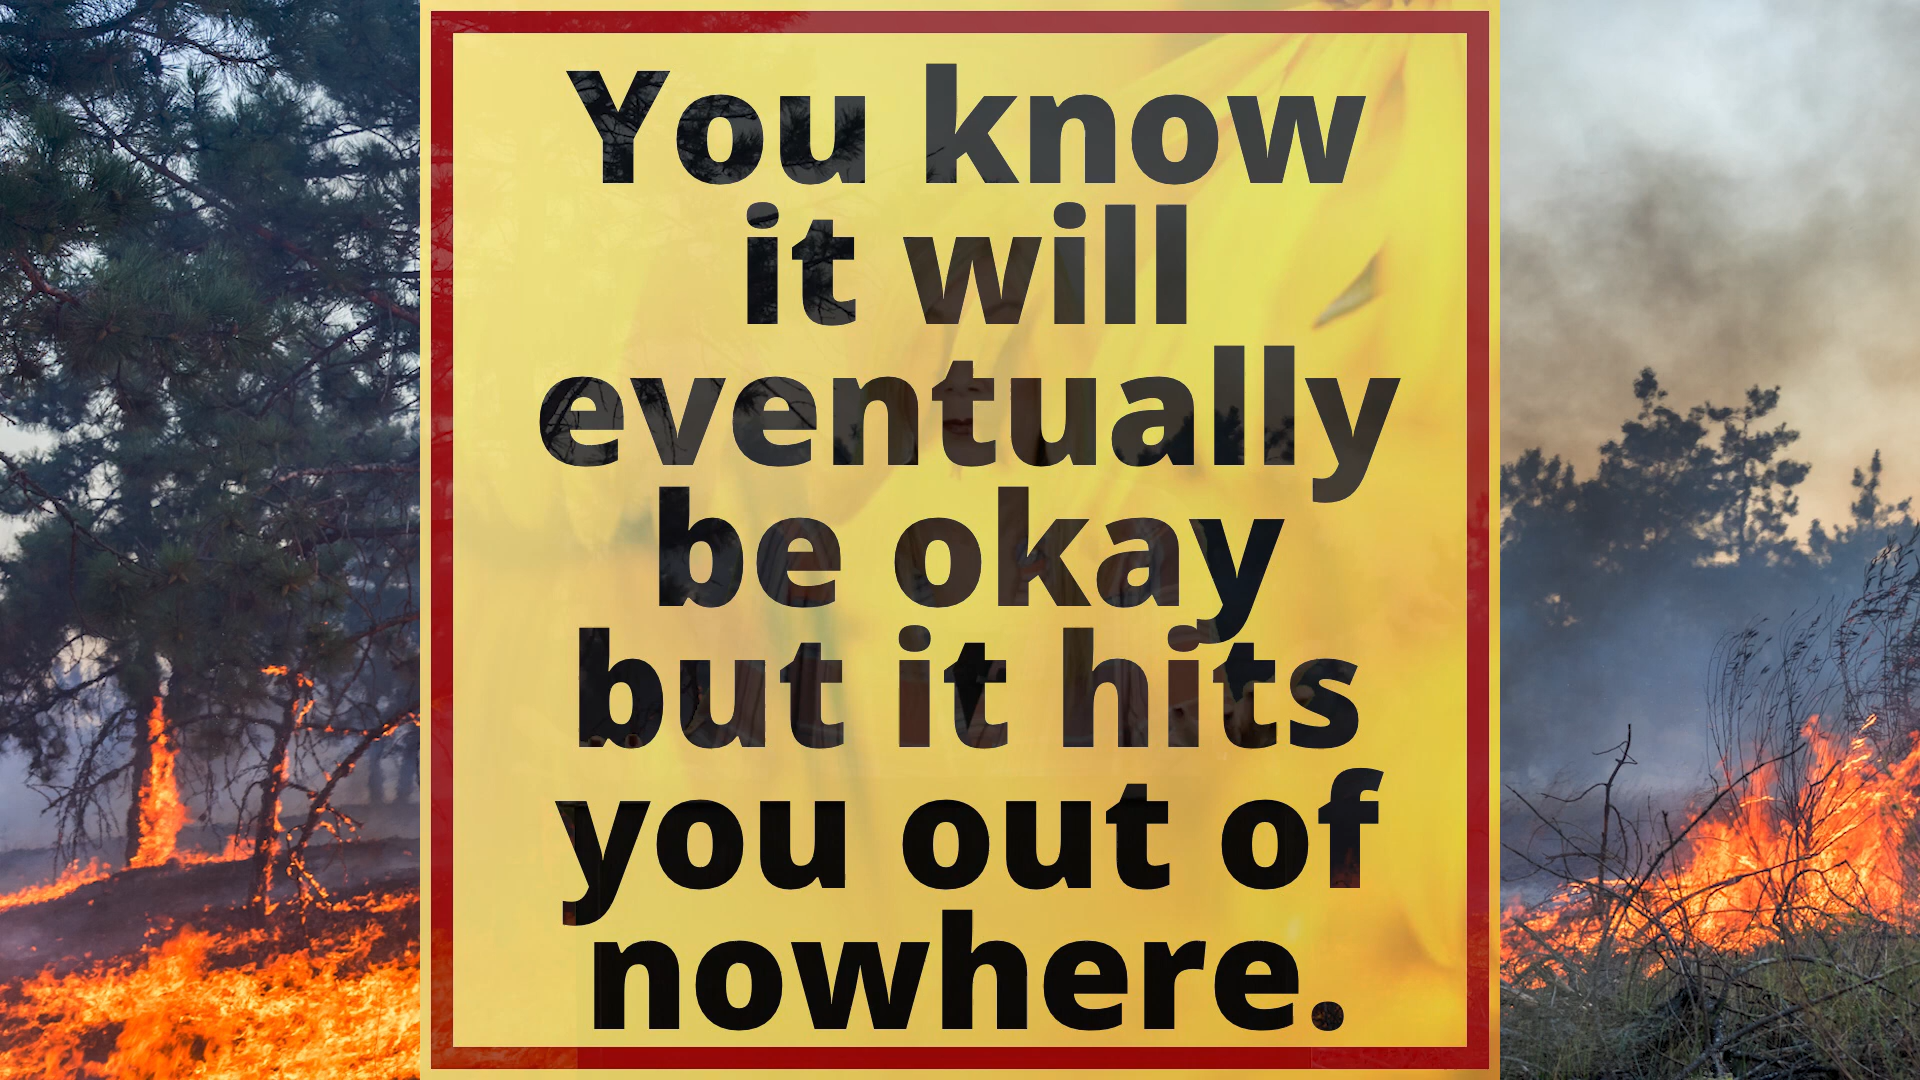 You know
it will
eventually
be okay
but it hits
you out of
nowhere.